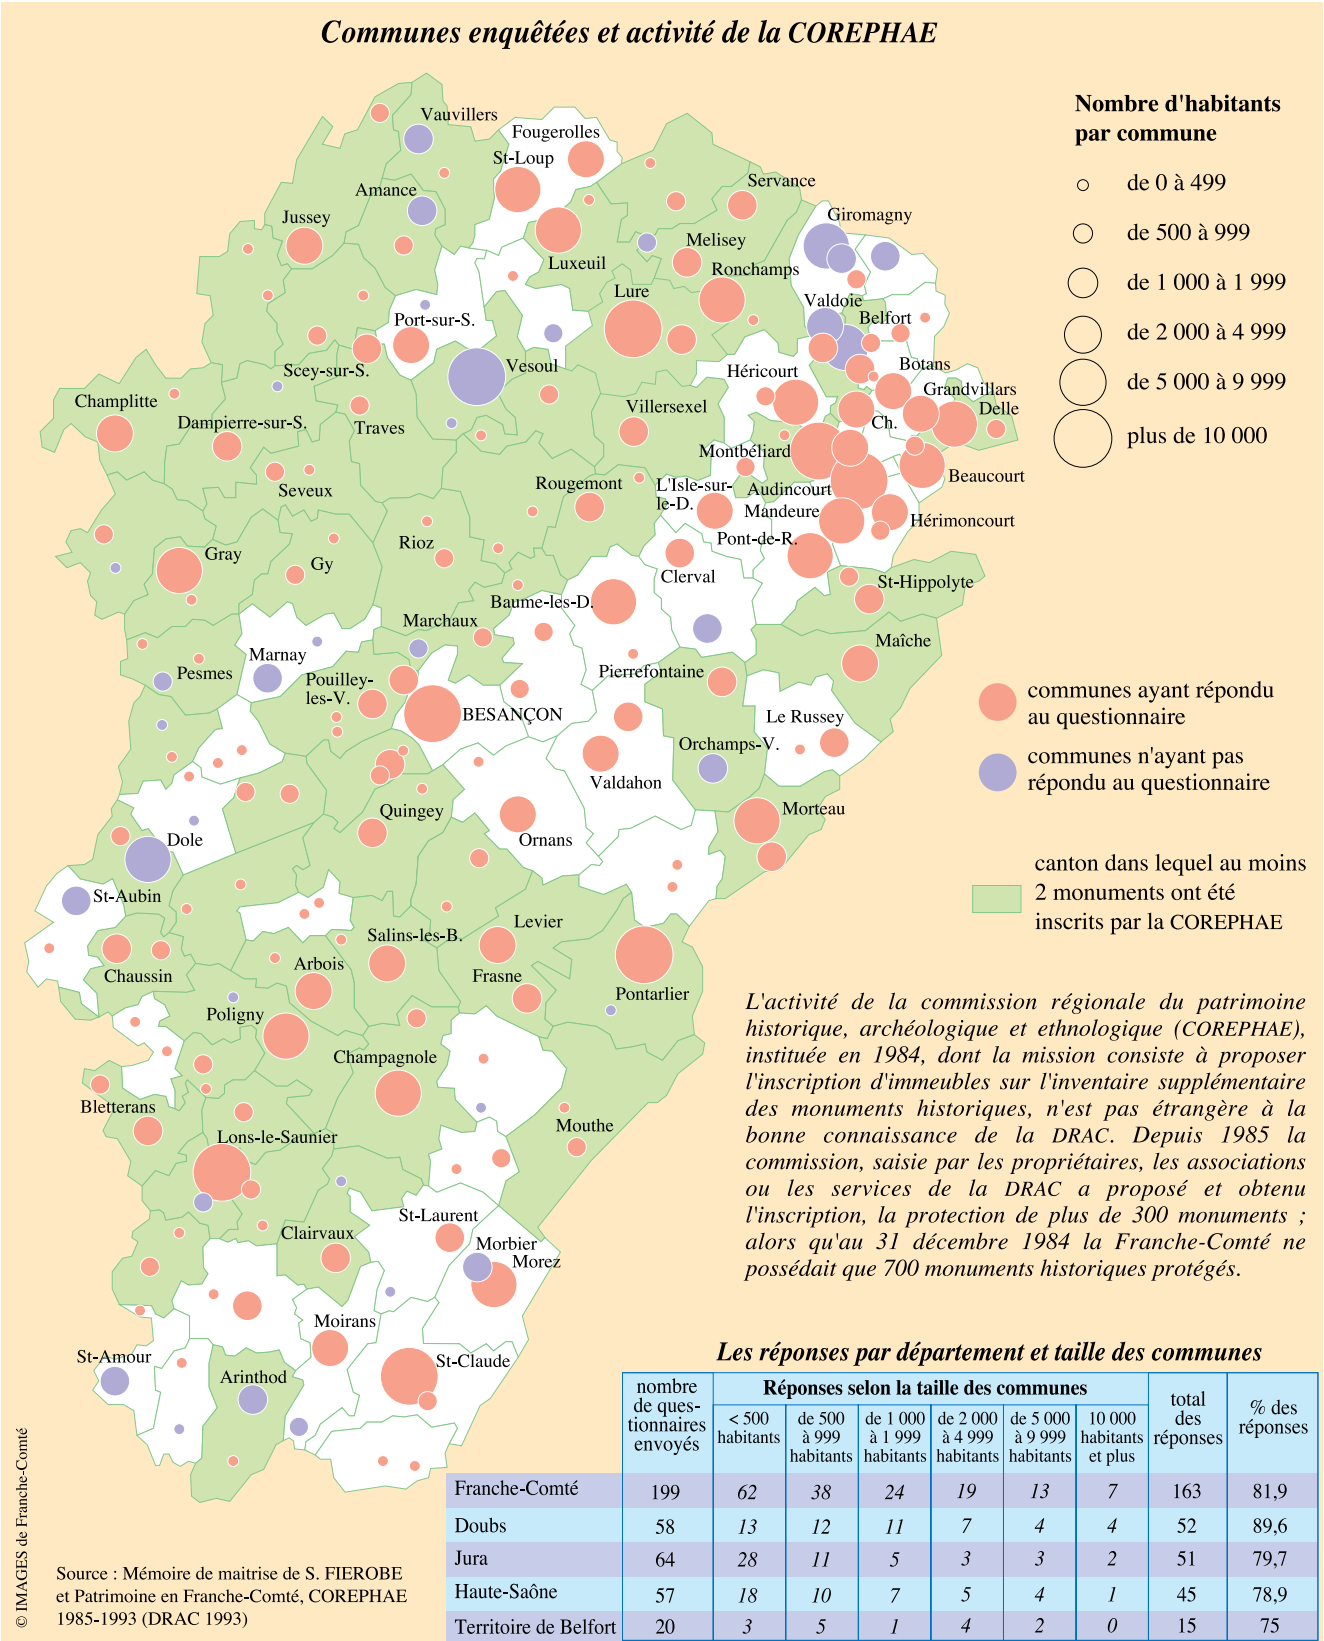 Communes enquêtées et activité de la COREPHAE
Nombre d'habitants
par commune
de 0 à 499
de 500 à 999
de 1 000 à 1 999
de 2 000 à 4 999
de 5 000 à 9 999
plus de 10 000
Vauvillers
Fougerolles
St-Loup
Amance
Servance
Jussey
Giromagny
Luxeuil
Melisey
Ronchamps
Lure
Valdoie
Port-sur-S.
Belfort
Scey-sur-S.
Vesoul
Héricourt
Botans
Grandvillars
Champlitte
Dampierre-sur-S.
Traves
Villersexel
Delle
Ch.
Montbéliard
Seveux
Rougemont
L'Isle-sur-
le-D.
Audincourt
Beaucourt
Mandeure
Hérimoncourt
Gray
Gy
Rioz
Pont-de-R.
Clerval
St-Hippolyte
Baume-les-D.
Marchaux
Maîche
Marnay
Pesmes
Pouilley-
les-V.
Pierrefontaine
BESANÇON
Le Russey
Orchamps-V.
Valdahon
Quingey
Morteau
Ornans
Dole
St-Aubin
Levier
Salins-les-B.
Chaussin
Arbois
Frasne
Pontarlier
Poligny
Champagnole
Bletterans
Lons-le-Saunier
Mouthe
St-Laurent
Clairvaux
Morbier
Morez
Moirans
St-Amour
Arinthod
St-Claude
communes ayant répondu
au questionnaire
communes n'ayant pas
répondu au questionnaire
canton dans lequel au moins
2 monuments ont été
inscrits par la COREPHAE
L'activité de la commission régionale du patrimoine
historique, archéologique et ethnologique (COREPHAE),
instituée en 1984, dont la mission consiste à proposer
l'inscription d'immeubles sur l'inventaire supplémentaire
des monuments historiques, n'est pas étrangère à la
bonne connaissance de la DRAC. Depuis 1985 la
commission, saisie par les propriétaires, les associations
ou les services de la DRAC a proposé et obtenu
l'inscription, la protection de plus de 300 monuments ;
alors qu'au 31 décembre 1984 la Franche-Comté ne
possédait que 700 monuments historiques protégés.
Les réponses par département et taille des communes
nombre
de ques-
tionnaires
envoyés
Réponses selon la taille des communes
< 500
habitants
de 500
à 999
habitants
de 1 000
à 1 999
habitants
de 2 000
à 4 999
habitants
de 5 000
à 9 999
habitants
10 000
habitants
et plus
total
des
réponses
% des
réponses
Franche-Comté 199 62 38 24 19 13 7 163 81,9
Doubs 58 13 12 11 7 4 4 52 89,6
Jura 64 28 11 5 3 3 2 51 79,7
Haute-Saône 57 18 10 7 5 4 1 45 78,9
Territoire de Belfort 20 3 5 1 4 2 0 15 75
Source : Mémoire de maitrise de S. FIEROBE
et Patrimoine en Franche-Comté, COREPHAE
1985-1993 (DRAC 1993)
© IMAGES de Franche-Comté